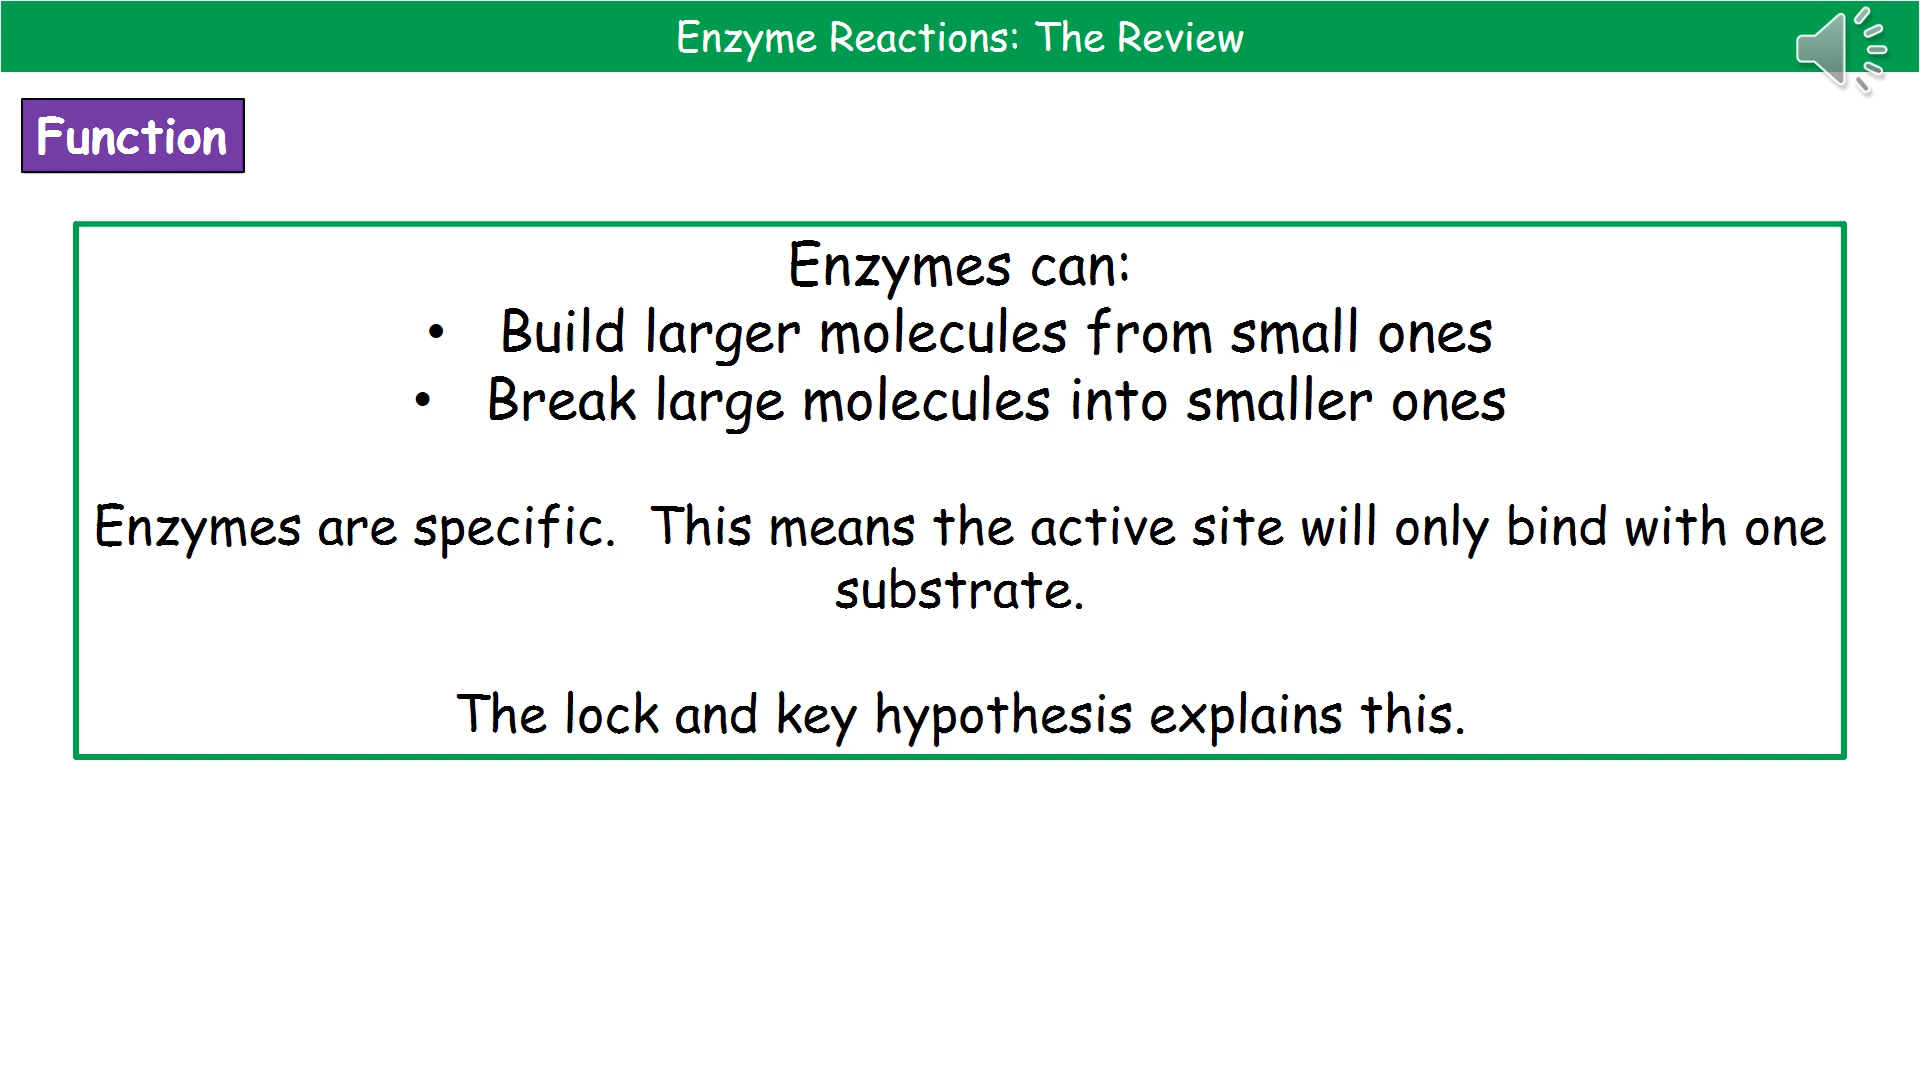 Enzyme Reactions: The Review
Function
Enzymes can:
• Build larger molecules from small ones
• Break large molecules into smaller ones
Enzymes are specific.  This means the active site will only bind with one
substrate.
The lock and key hypothesis explains this.